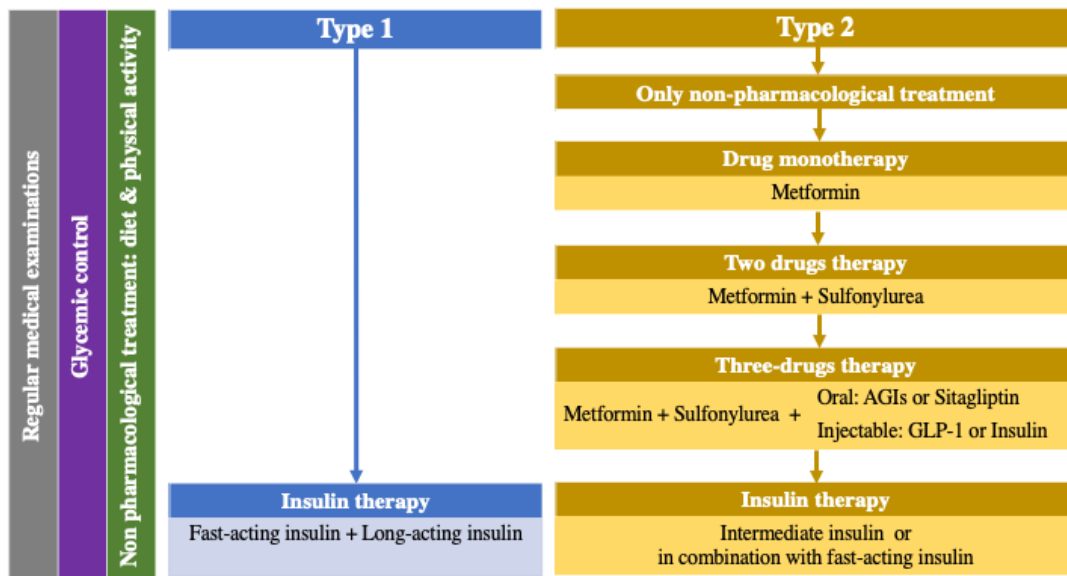 Regular medical examinations
Glycemic control
Non pharmacological treatment: diet & physical activity
Type 1
Insulin therapy
Fast-acting insulin + Long-acting insulin
Type 2
Only non-pharmacological treatment
Drug monotherapy
Metformin
Two drugs therapy
Metformin + Sulfonylurea
Three-drugs therapy
Metformin + Sulfonylurea +
Oral: AGIs or Sitagliptin
Injectable: GLP-1 or Insulin
Insulin therapy
Intermediate insulin or
in combination with fast-acting insulin